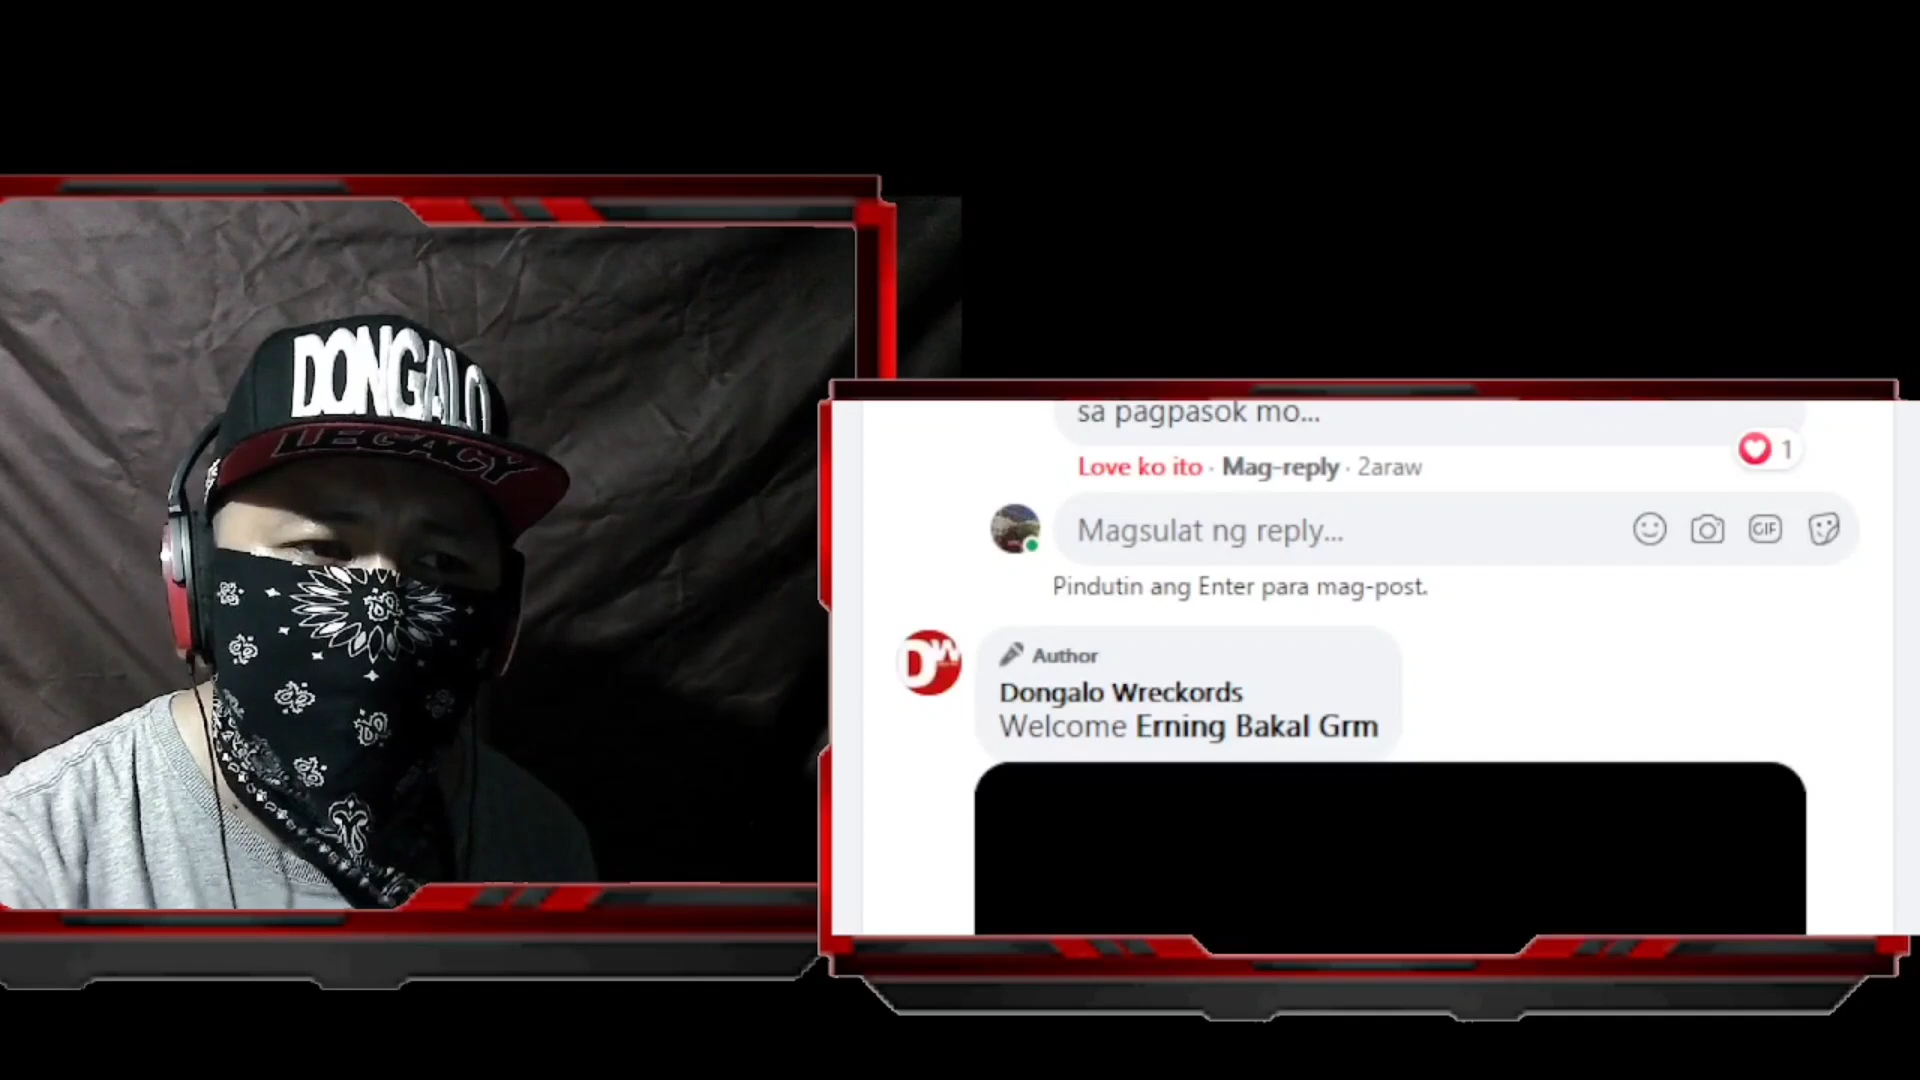 DONGALO
LEGACY
sa pagpasok mo...
Love ko ito · Mag-reply · 2araw
1
Magsulat ng reply...
GIF
Pindutin ang Enter para mag-post.
DW
Author
Dongalo Wreckords
Welcome Erning Bakal Grm